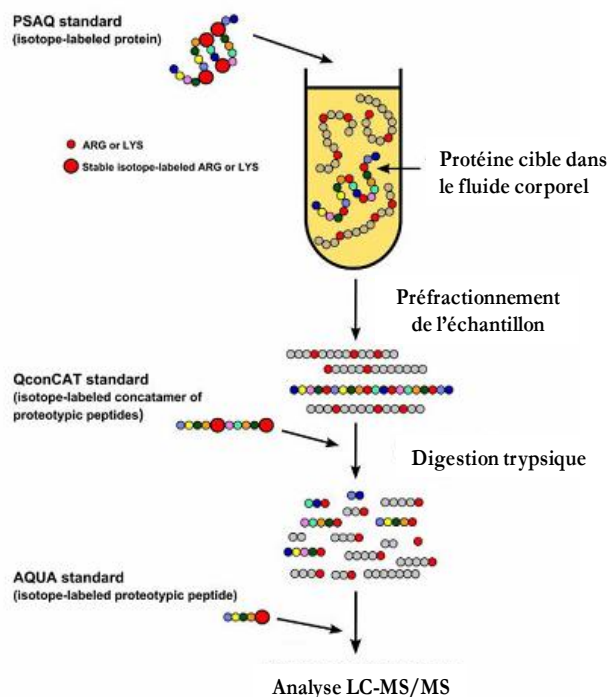 PSAQ standard
(isotope-labeled protein)
ARG or LYS
Stable isotope-labeled ARG or LYS
Protéine cible dans
le fluide corporel
Préfractionnement
de l'échantillon
QconCAT standard
(isotope-labeled concatamer of
proteotypic peptides)
Digestion trypsique
AQUA standard
(isotope-labeled proteotypic peptide)
Analyse LC-MS/MS